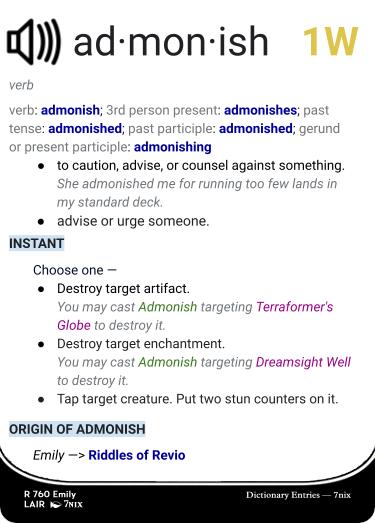 ad·mon·ish 1W
verb
verb: admonish; 3rd person present: admonishes; past
tense: admonished; past participle: admonished; gerund
or present participle: admonishing
● to caution, advise, or counsel against something.
She admonished me for running too few lands in
my standard deck.
● advise or urge someone.
INSTANT
Choose one —
● Destroy target artifact.
You may cast Admonish targeting Terraformer's
Globe to destroy it.
● Destroy target enchantment.
You may cast Admonish targeting Dreamsight Well
to destroy it.
● Tap target creature. Put two stun counters on it.
ORIGIN OF ADMONISH
Emily —> Riddles of Revio
R 760 Emily
LAIR 7NIX
Dictionary Entries — 7nix